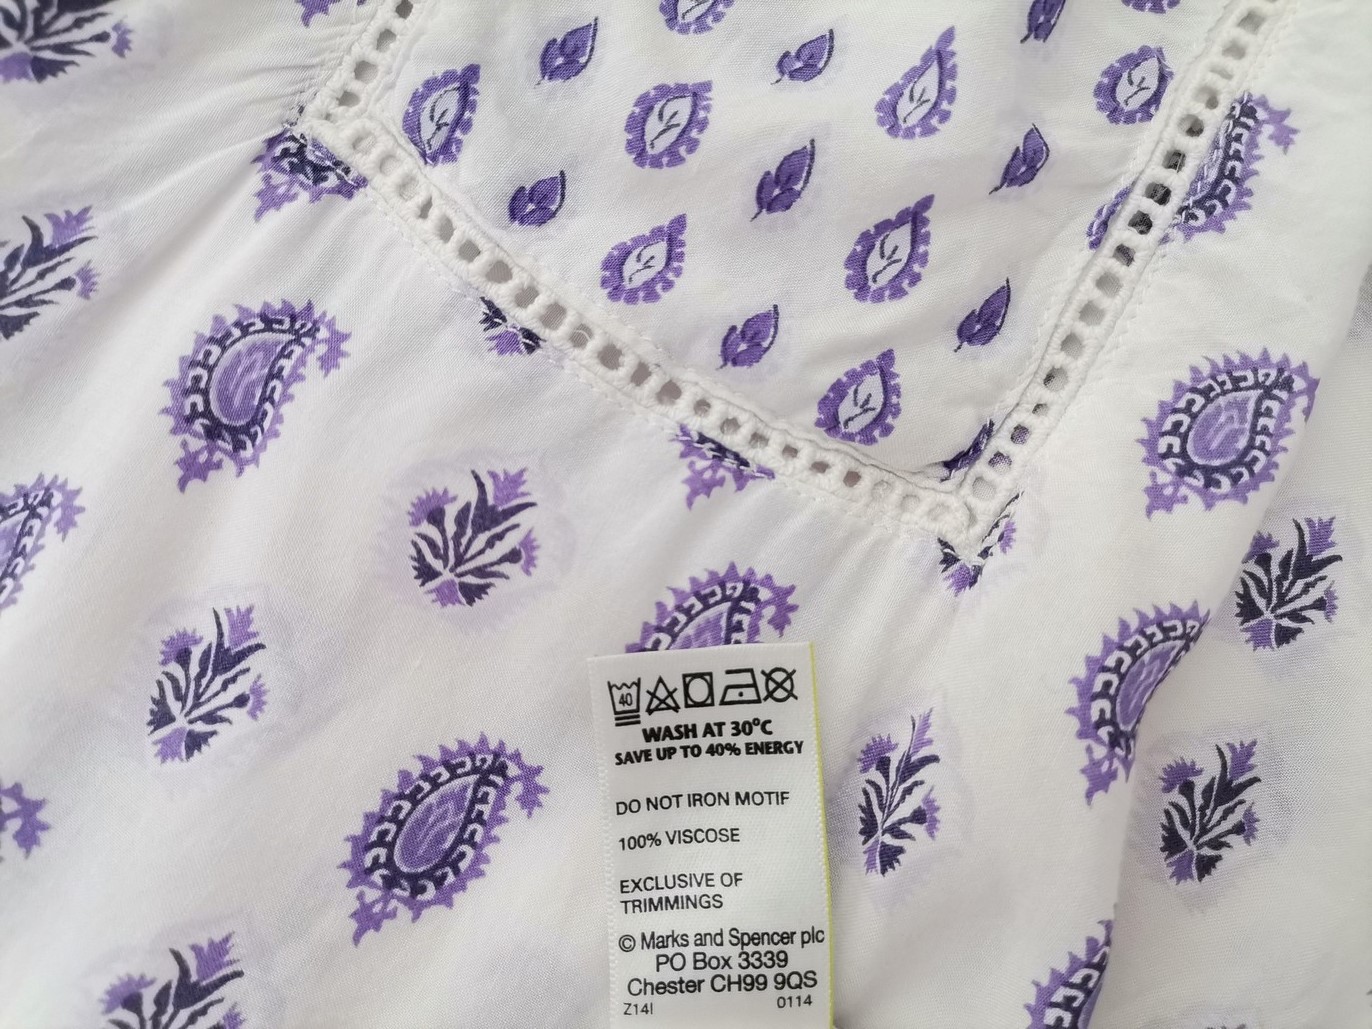 40
WASH AT 30°C
SAVE UP TO 40% ENERGY
DO NOT IRON MOTIF
100% VISCOSE
EXCLUSIVE OF
TRIMMINGS
© Marks and Spencer plc
PO Box 3339
Chester CH99 9QS
Z14I 0114